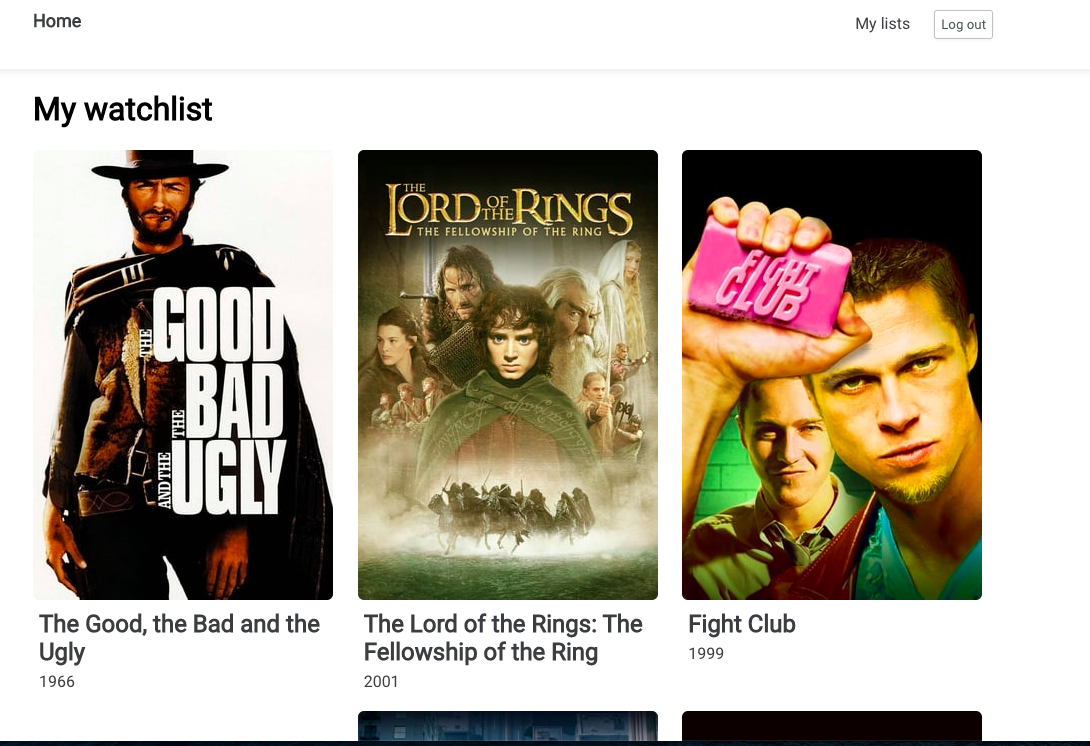 Home
My lists
Log out
My watchlist
THE GOOD
THE BAD
AND THE UGLY
THE
LORD OF THE RINGS
THE FELLOWSHIP OF THE RING
FIGHT
CLUB
The Good, the Bad and the
Ugly
1966
The Lord of the Rings: The
Fellowship of the Ring
2001
Fight Club
1999